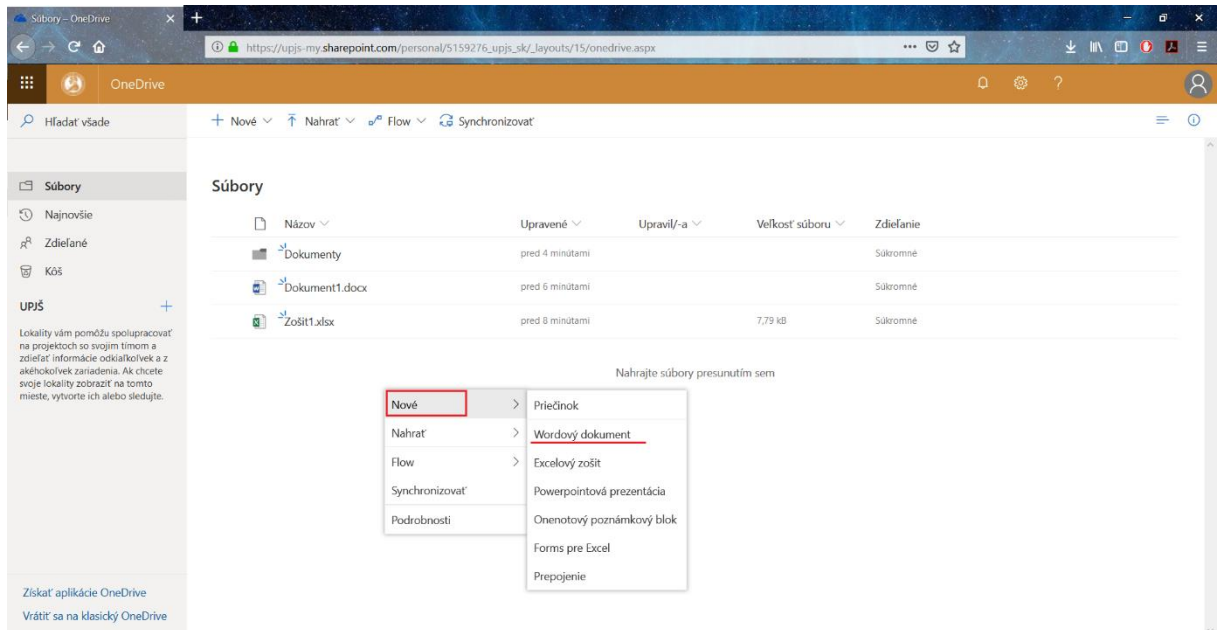 Súbory – OneDrive
https://upjs-my.sharepoint.com/personal/5159276_upjs_sk/_layouts/15/onedrive.aspx
OneDrive
?
Hľadať všade
Nové
Nahrať
Flow
Synchronizovať
Súbory
Najnovšie
Zdieľané
Kôš
UPJŠ
Lokality vám pomôžu spolupracovať
na projektoch so svojim tímom a
zdieľať informácie odkiaľkoľvek a z
akéhokoľvek zariadenia. Ak chcete
svoje lokality zobraziť na tomto
mieste, vytvorte ich alebo sledujte.
Získať aplikácie OneDrive
Vrátiť sa na klasický OneDrive
Súbory
Názov Upravené Upravil/-a Veľkosť súboru Zdieľanie
Dokumenty pred 4 minútami Súkromné
Dokument1.docx pred 6 minútami Súkromné
Zošit1.xlsx pred 8 minútami 7,79 kB Súkromné
Nahrajte súbory presunutím sem
Nové
Nahrať
Flow
Synchronizovať
Podrobnosti
Priečinok
Wordový dokument
Excelový zošit
Powerpointová prezentácia
Onenotový poznámkový blok
Forms pre Excel
Prepojenie